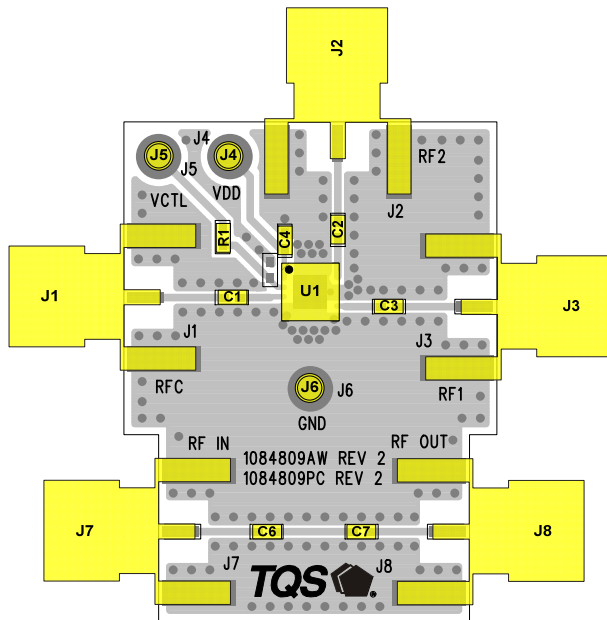 J2
J4
J5
J4
J5
RF2
VCTL
VDD
J2
R1
C4
C2
J1
C1
U1
C3
J3
J1
J3
RFC
RF1
J6
J6
GND
RF IN
RF OUT
1084809AW REV 2
1084809PC REV 2
J7
C6
C7
J8
J7
J8
TQS